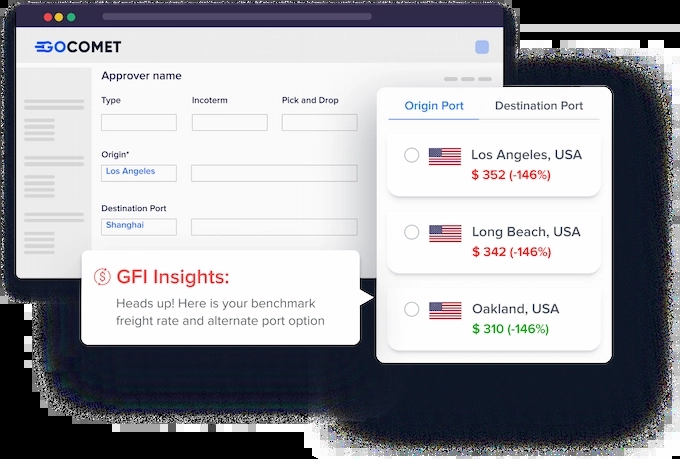 GOCOMET
Approver name
Type Incoterm Pick and Drop
Origin*
Los Angeles
Destination Port
Shanghai
GFI Insights:
Heads up! Here is your benchmark
freight rate and alternate port option
Origin Port Destination Port
Los Angeles, USA
$ 352 (-146%)
Long Beach, USA
$ 342 (-146%)
Oakland, USA
$ 310 (-146%)